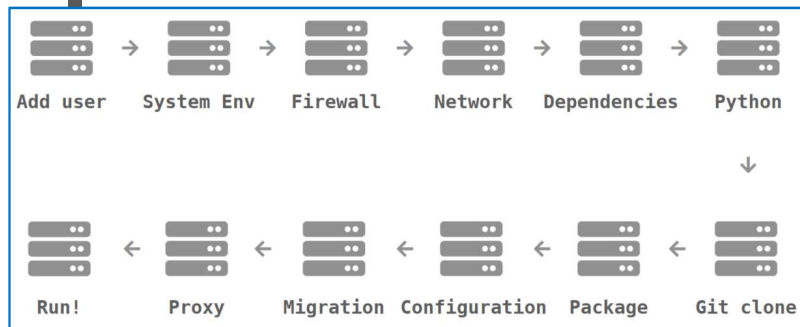 Add user System Env Firewall Network Dependencies Python
Run! Proxy Migration Configuration Package Git clone